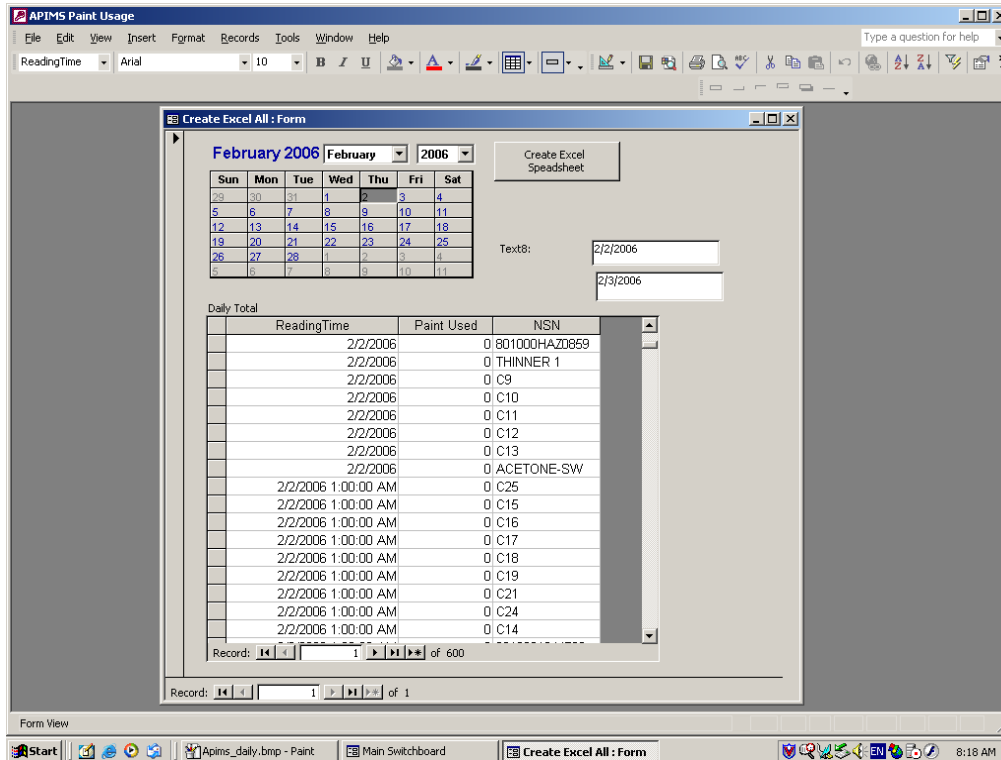 APIMS Paint Usage
File Edit View Insert Format Records Tools Window Help Type a question for help
ReadingTime Arial 10 B I U
Create Excel All : Form
February 2006 February 2006
Create Excel
Speadsheet
Sun Mon Tue Wed Thu Fri Sat
29 30 31 1 2 3 4
5 6 7 8 9 10 11
12 13 14 15 16 17 18
19 20 21 22 23 24 25
26 27 28 1 2 3 4
5 6 7 8 9 10 11
Text8: 2/2/2006
2/3/2006
Daily Total
ReadingTime Paint Used NSN
2/2/2006 0 801000HAZ0859
2/2/2006 0 THINNER 1
2/2/2006 0 C9
2/2/2006 0 C10
2/2/2006 0 C11
2/2/2006 0 C12
2/2/2006 0 C13
2/2/2006 0 ACETONE-SW
2/2/2006 1:00:00 AM 0 C25
2/2/2006 1:00:00 AM 0 C15
2/2/2006 1:00:00 AM 0 C16
2/2/2006 1:00:00 AM 0 C17
2/2/2006 1:00:00 AM 0 C18
2/2/2006 1:00:00 AM 0 C19
2/2/2006 1:00:00 AM 0 C21
2/2/2006 1:00:00 AM 0 C24
2/2/2006 1:00:00 AM 0 C14
Record: 1 of 600
Record: 1 of 1
Form View
Start Apims_daily.bmp - Paint Main Switchboard Create Excel All : Form EN 8:18 AM